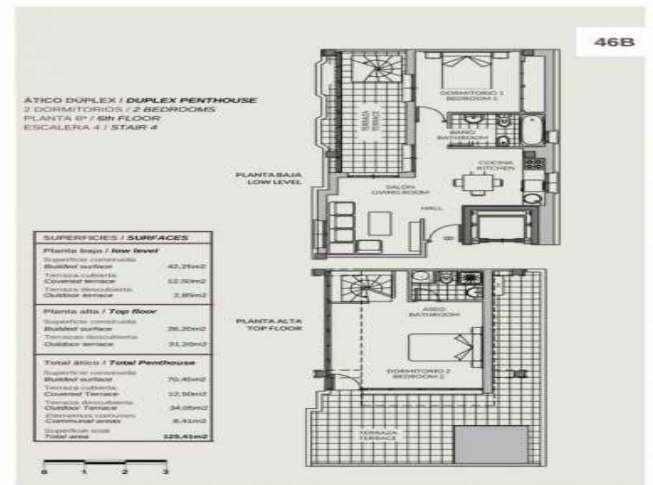 46B
ÁTICO DÚPLEX / DUPLEX PENTHOUSE
2 DORMITORIOS / 2 BEDROOMS
PLANTA 6ª / 6th FLOOR
ESCALERA 4 / STAIR 4
DORMITORIO 1
BEDROOM 1
TERRAZA
TERRACE
BAÑO
BATHROOM
COCINA
KITCHEN
PLANTA BAJA
LOW LEVEL
SALÓN
LIVING ROOM
HALL
SUPERFICIES / SURFACES
Planta baja / low level
Superficie construida
Builded surface 42,25m2
Terraza cubierta
Covered terrace 12,50m2
Terraza descubierta
Outdoor terrace 2,85m2
Planta alta / Top floor
Superficie construida
Builded surface 28,20m2
Terrazas descubierta
Outdoor terrace 31,20m2
Total ático / Total Penthouse
Superficie construida
Builded surface 70,45m2
Terraza cubierta
Covered Terrace 12,50m2
Terraza descubierta
Outdoor Terrace 34,05m2
Elementos comunes
Communal areas 8,41m2
Superficie total
Total area 125,41m2
PLANTA ALTA
TOP FLOOR
ASEO
BATHROOM
DORMITORIO 2
BEDROOM 2
TERRAZA
TERRACE
0 1 2 3